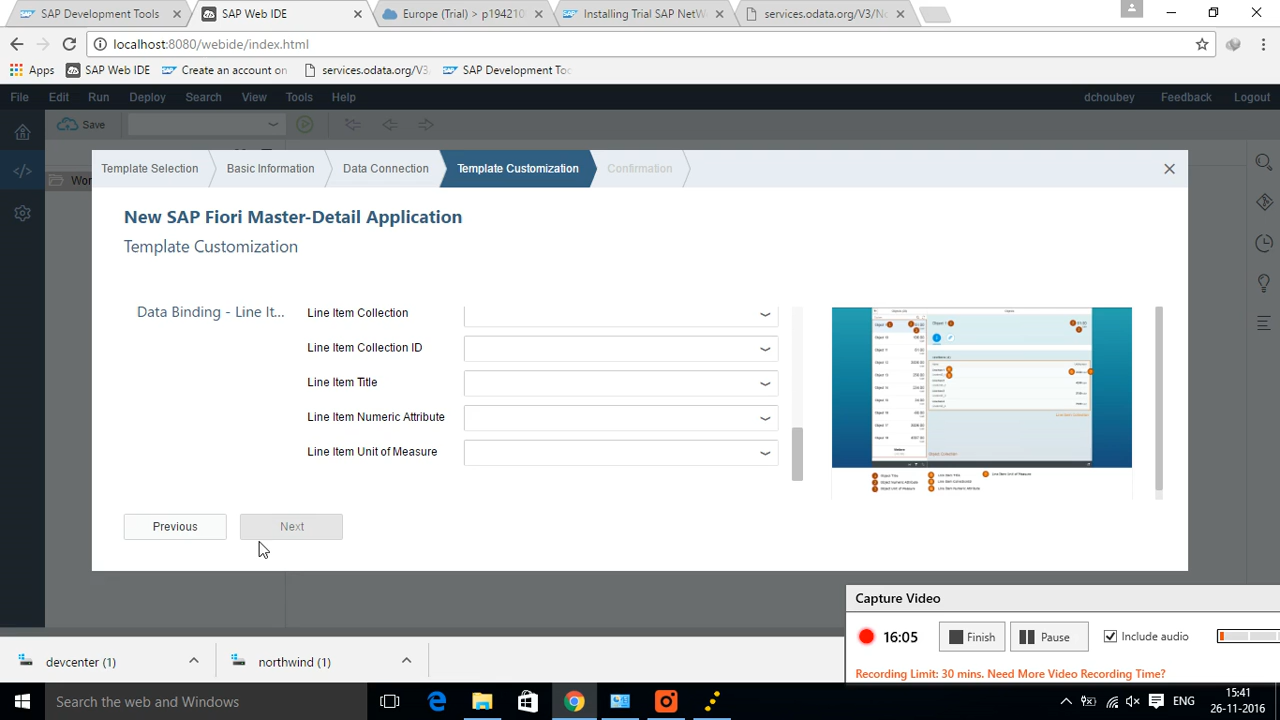 SAP Development Tools
SAP Web IDE
Europe (Trial) > p194210
Installing Trial SAP NetW
services.odata.org/V3/No
localhost:8080/webide/index.html
Apps
SAP Web IDE
Create an account on
services.odata.org/V3/
SAP Development Too
File
Edit
Run
Deploy
Search
View
Tools
Help
dchoubey
Feedback
Logout
Save
Template Selection
Basic Information
Data Connection
Template Customization
Confirmation
Wor
New SAP Fiori Master-Detail Application
Template Customization
Data Binding - Line It...
Line Item Collection
Line Item Collection ID
Line Item Title
Line Item Numeric Attribute
Line Item Unit of Measure
Previous
Next
Capture Video
16:05
Finish
Pause
Include audio
Recording Limit: 30 mins. Need More Video Recording Time?
devcenter (1)
northwind (1)
Search the web and Windows
ENG
15:41
26-11-2016